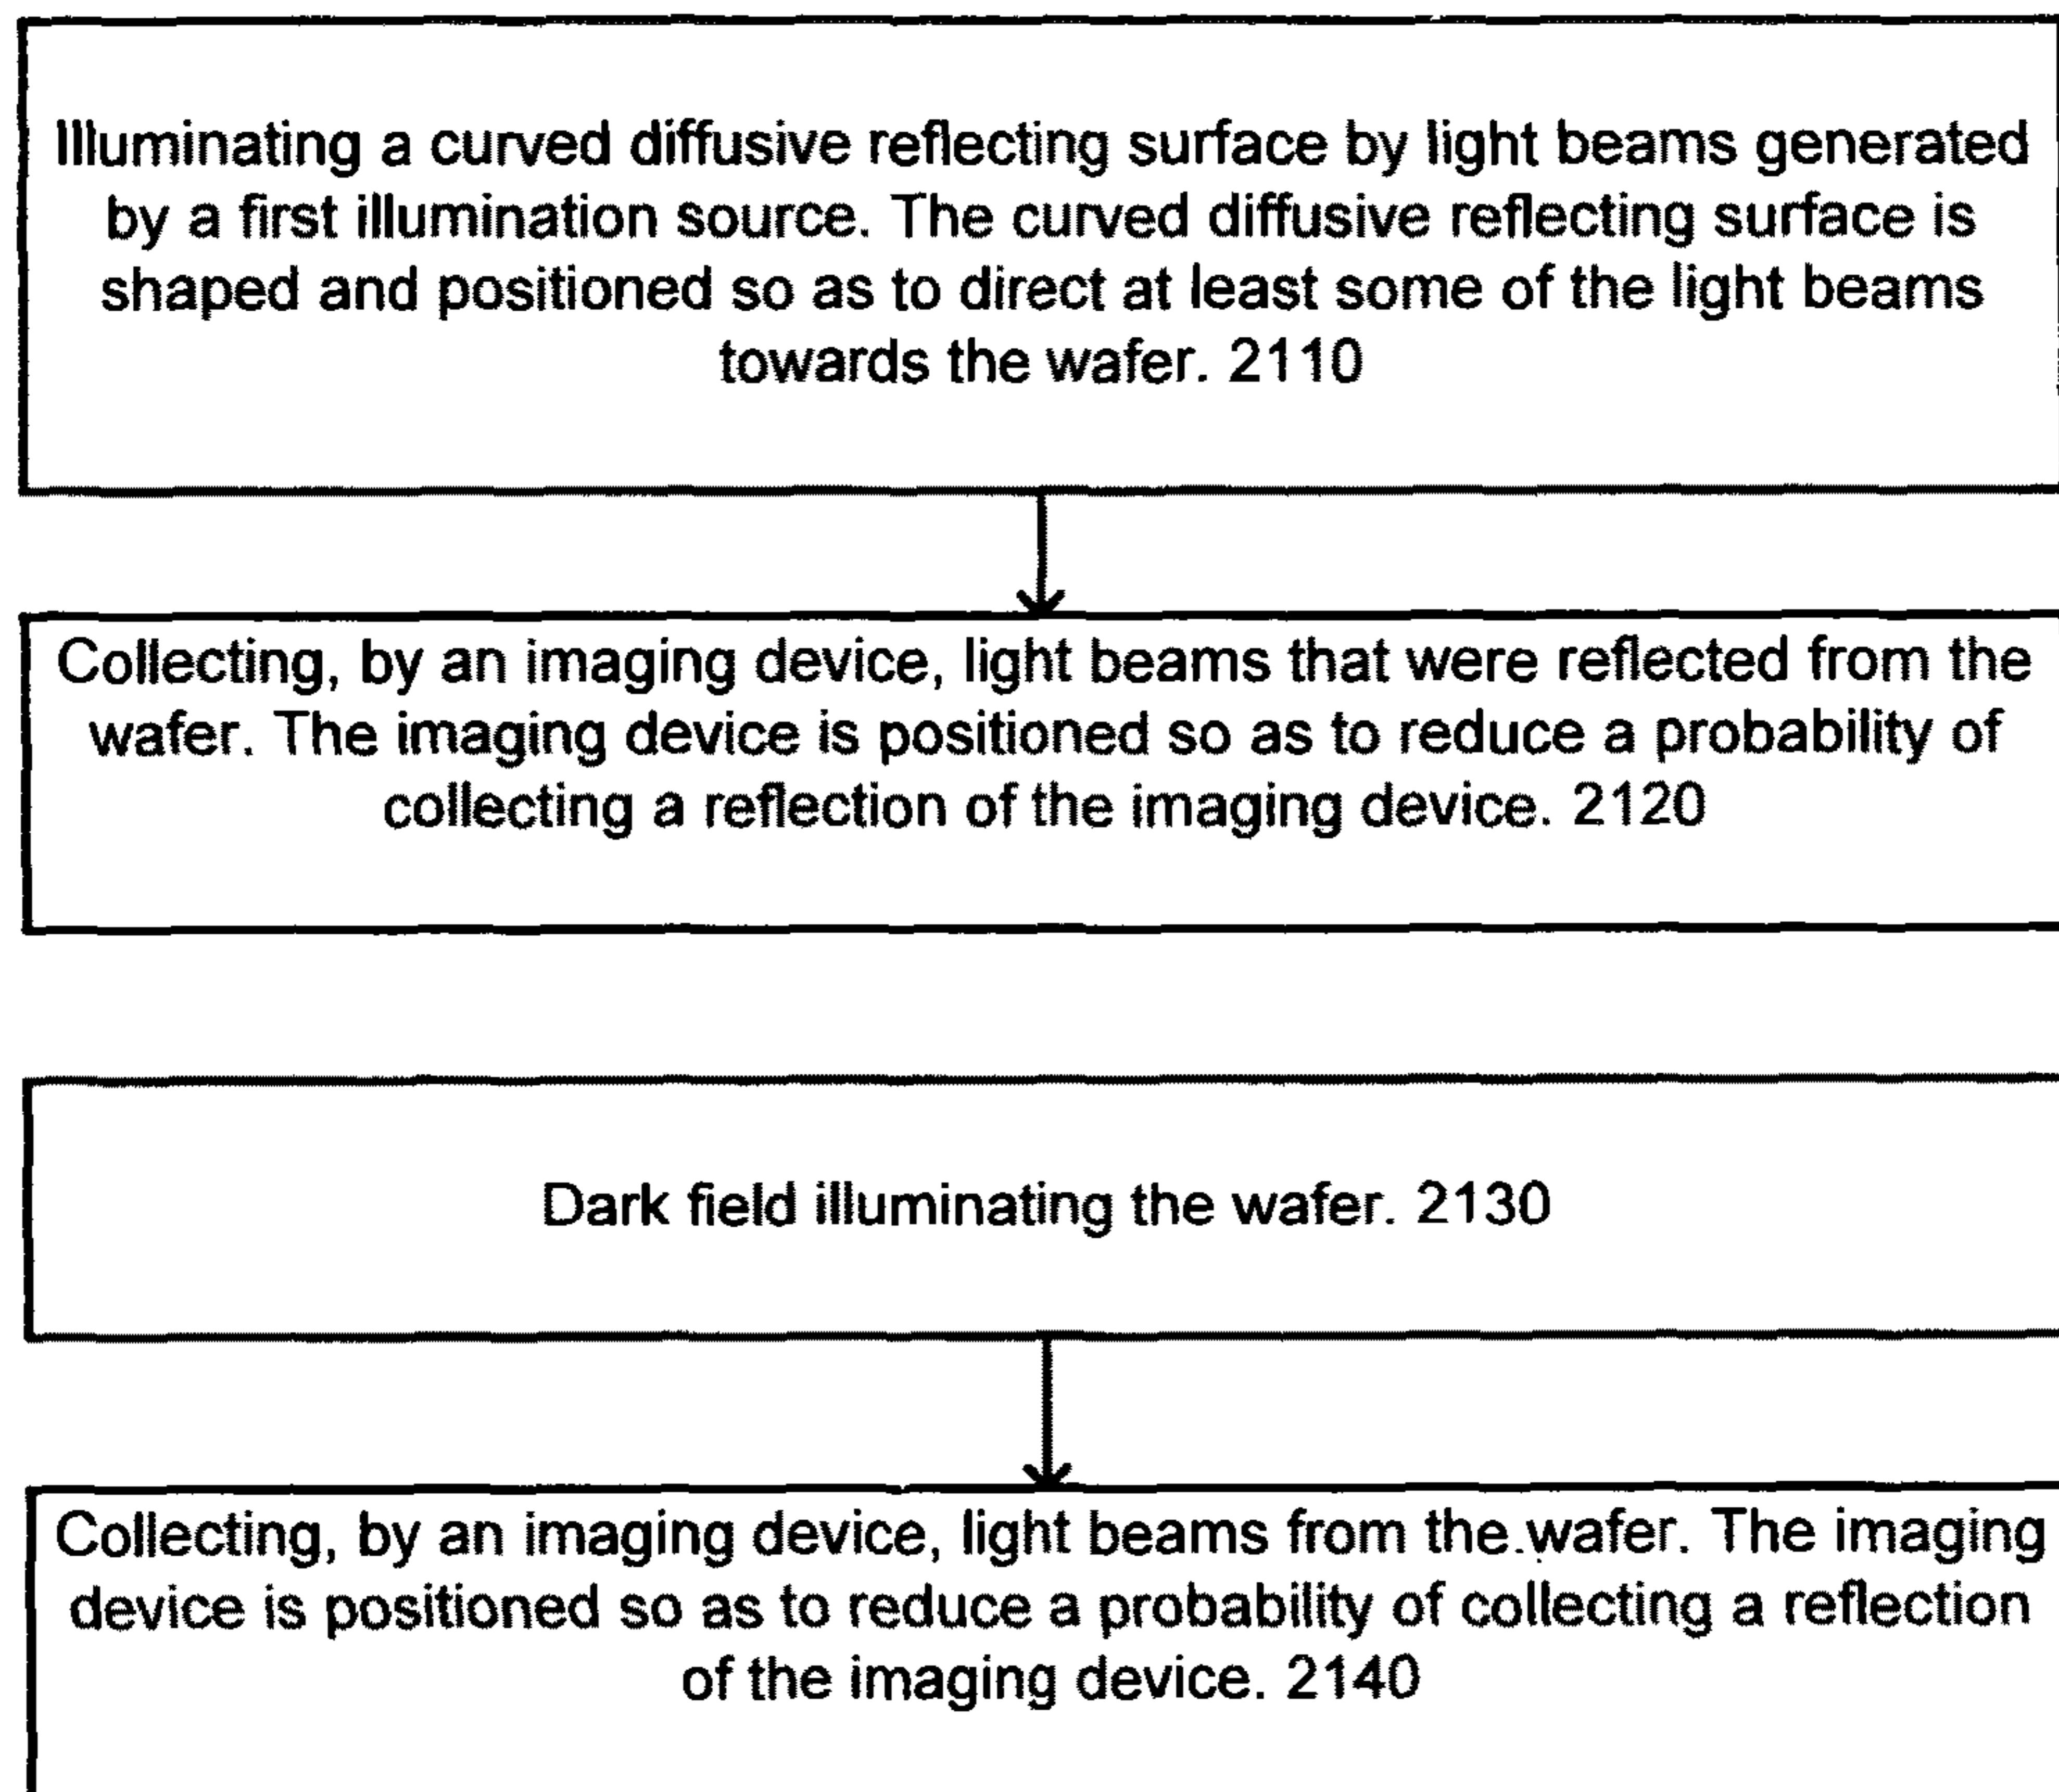 Illuminating a curved diffusive reflecting surface by light beams generated
by a first illumination source. The curved diffusive reflecting surface is
shaped and positioned so as to direct at least some of the light beams
towards the wafer. 2110
Collecting, by an imaging device, light beams that were reflected from the
wafer. The imaging device is positioned so as to reduce a probability of
collecting a reflection of the imaging device. 2120
Dark field illuminating the wafer. 2130
Collecting, by an imaging device, light beams from the wafer. The imaging
device is positioned so as to reduce a probability of collecting a reflection
of the imaging device. 2140